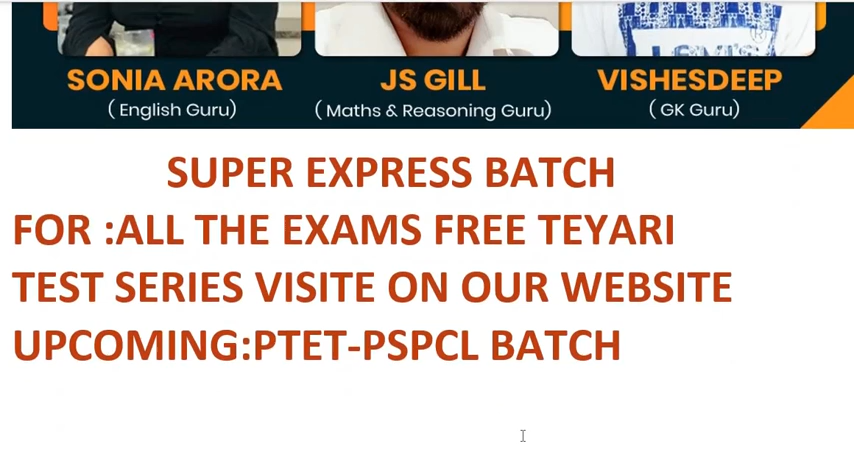 SONIA ARORA JS GILL VISHESDEEP
( English Guru) ( Maths & Reasoning Guru) ( GK Guru)
SUPER EXPRESS BATCH
FOR :ALL THE EXAMS FREE TEYARI
TEST SERIES VISITE ON OUR WEBSITE
UPCOMING:PTET-PSPCL BATCH